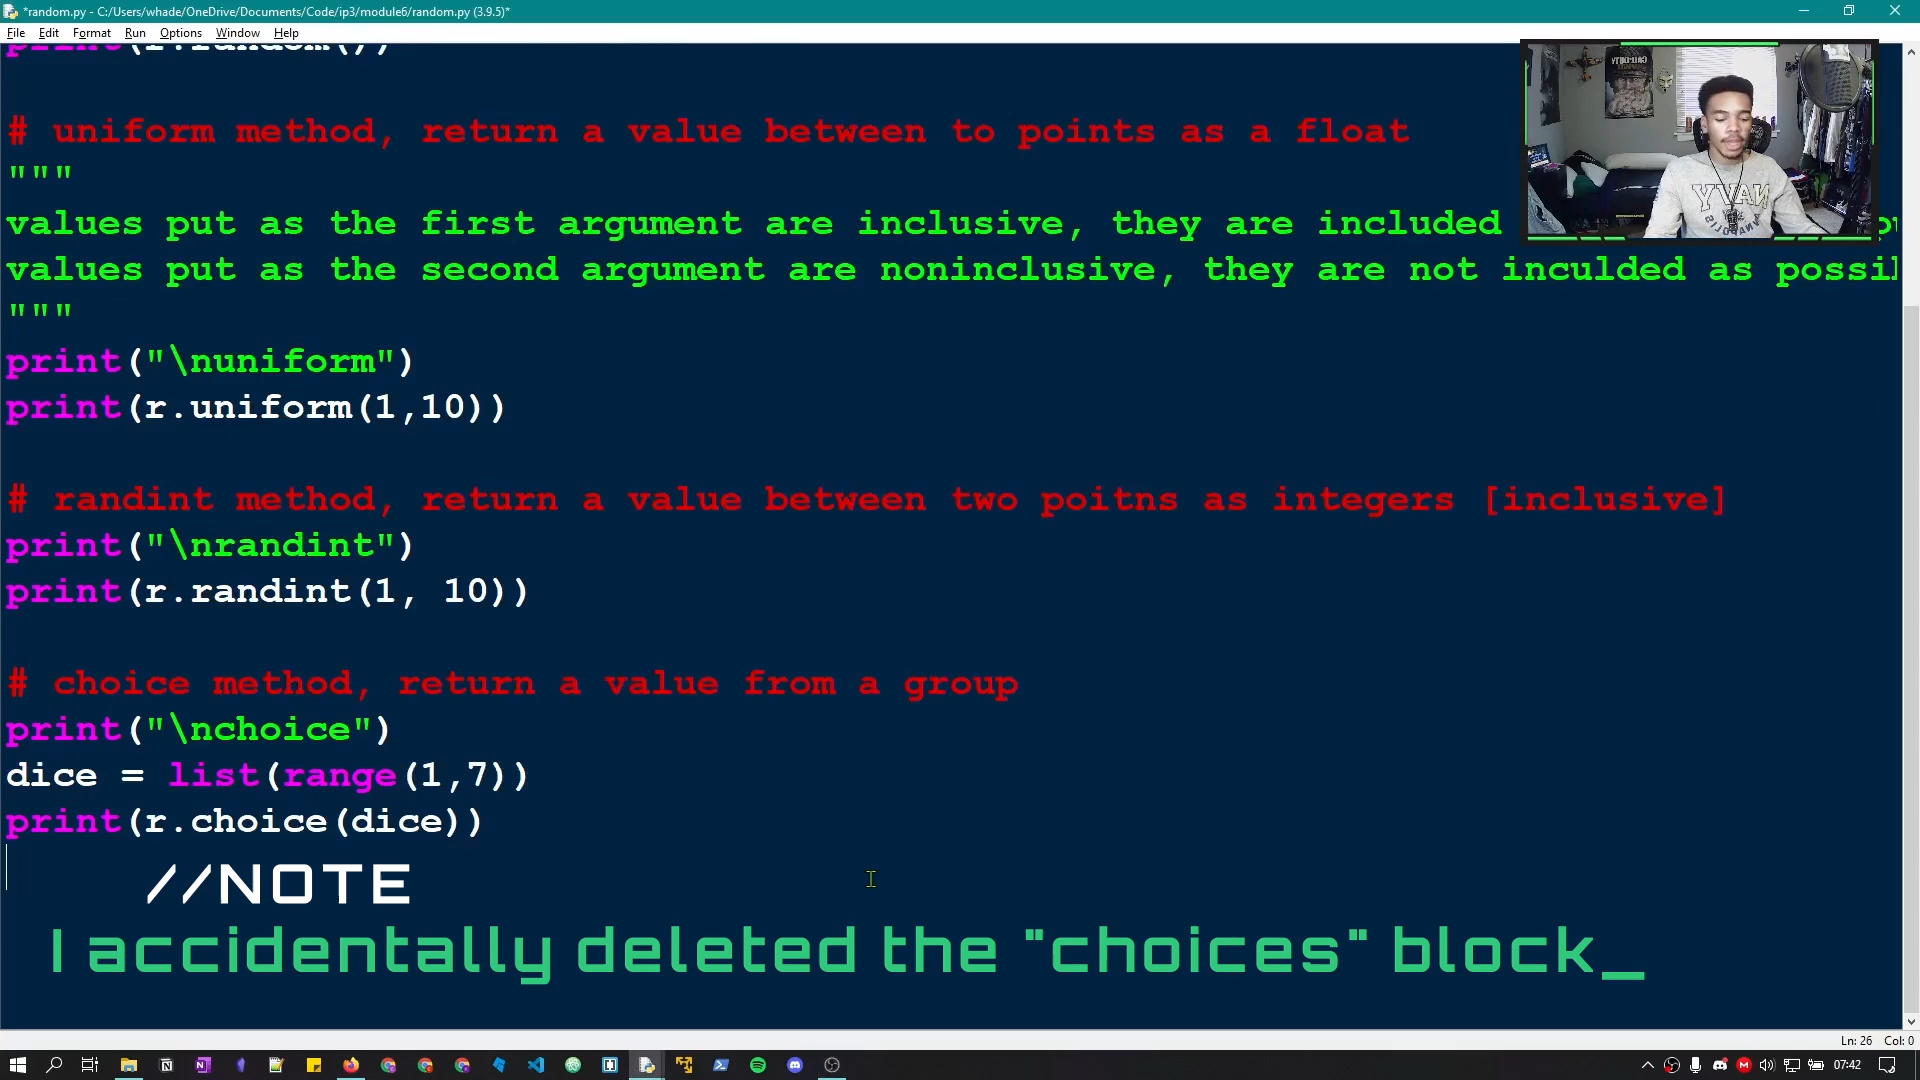 *random.py - C:/Users/whade/OneDrive/Documents/Code/ip3/module6/random.py (3.9.5)*
File Edit Format Run Options Window Help
print(r.random())
# uniform method, return a value between to points as a float
"""
values put as the first argument are inclusive, they are included
values put as the second argument are noninclusive, they are not inculded as possil
"""
print("\nuniform")
print(r.uniform(1,10))
# randint method, return a value between two poitns as integers [inclusive]
print("\nrandint")
print(r.randint(1, 10))
# choice method, return a value from a group
print("\nchoice")
dice = list(range(1,7))
print(r.choice(dice))
//NOTE
I accidentally deleted the "choices" block_
Ln: 26 Col: 0
07:42